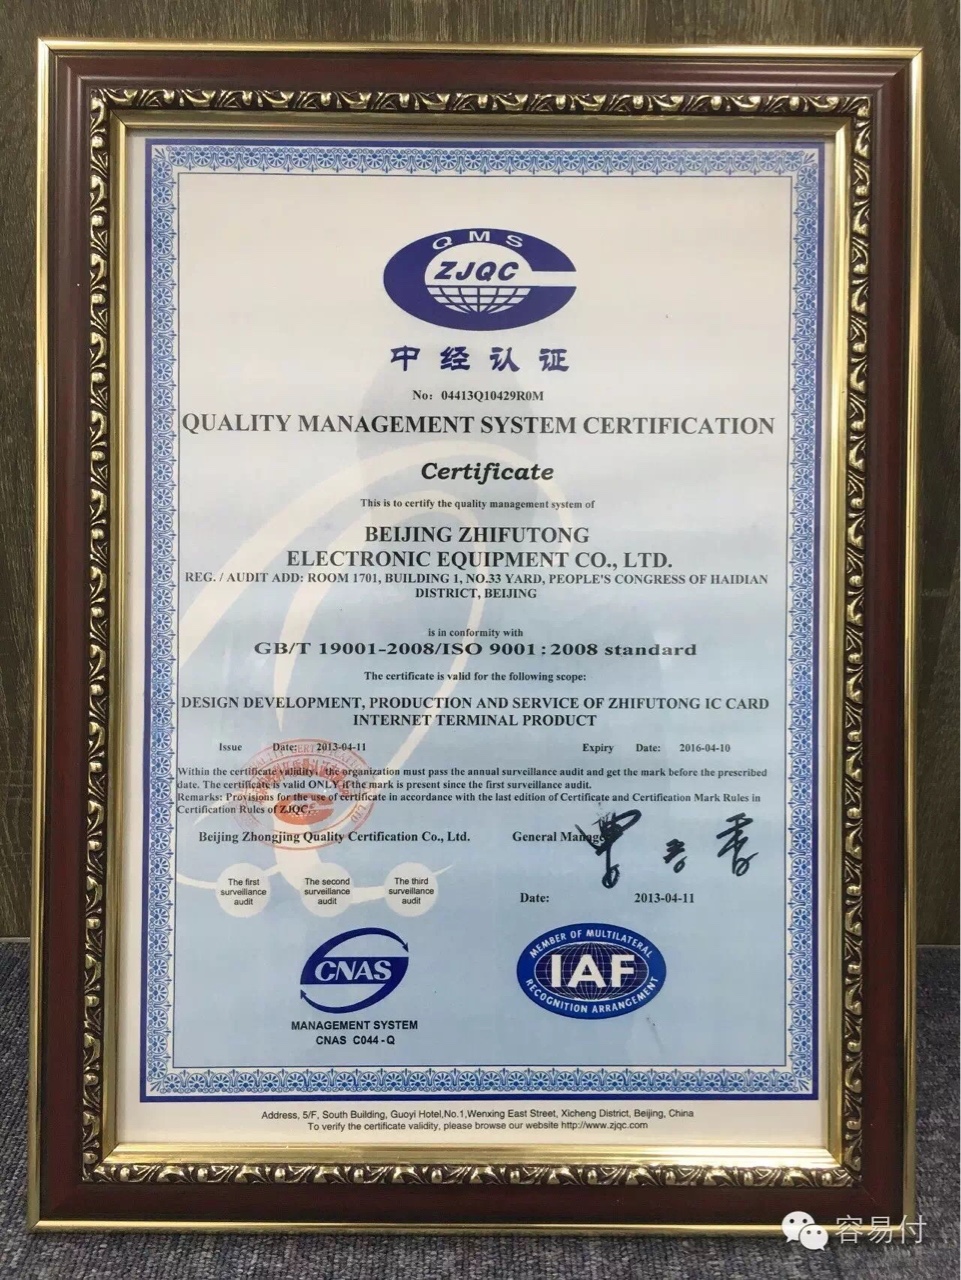 QMS
ZJQC
中经认证
No: 04413Q10429R0M
QUALITY MANAGEMENT SYSTEM CERTIFICATION
Certificate
This is to certify the quality management system of
BEIJING ZHIFUTONG
ELECTRONIC EQUIPMENT CO., LTD.
REG. / AUDIT ADD: ROOM 1701, BUILDING 1, NO.33 YARD, PEOPLE'S CONGRESS OF HAIDIAN
DISTRICT, BEIJING
is in conformity with
GB/T 19001-2008/ISO 9001 : 2008 standard
The certificate is valid for the following scope:
DESIGN DEVELOPMENT, PRODUCTION AND SERVICE OF ZHIFUTONG IC CARD
INTERNET TERMINAL PRODUCT
Issue Date: 2013-04-11 Expiry Date: 2016-04-10
Within the certificate validity, the organization must pass the annual surveillance audit and get the mark before the prescribed
date. The certificate is valid ONLY if the mark is present since the first surveillance audit.
Remarks: Provisions for the use of certificate in accordance with the last edition of Certificate and Certification Mark Rules in
Certification Rules of ZJQC.
Beijing Zhongjing Quality Certification Co., Ltd. General Manager
The first
surveillance
audit
The second
surveillance
audit
The third
surveillance
audit
Date: 2013-04-11
CNAS
MANAGEMENT SYSTEM
CNAS C044-Q
MEMBER OF MULTILATERAL
IAF
RECOGNITION ARRANGEMENT
Address, 5/F, South Building, Guoyi Hotel,No.1,Wenxing East Street, Xicheng District, Beijing, China
To verify the certificate validity, please browse our website http://www.zjqc.com
容易付